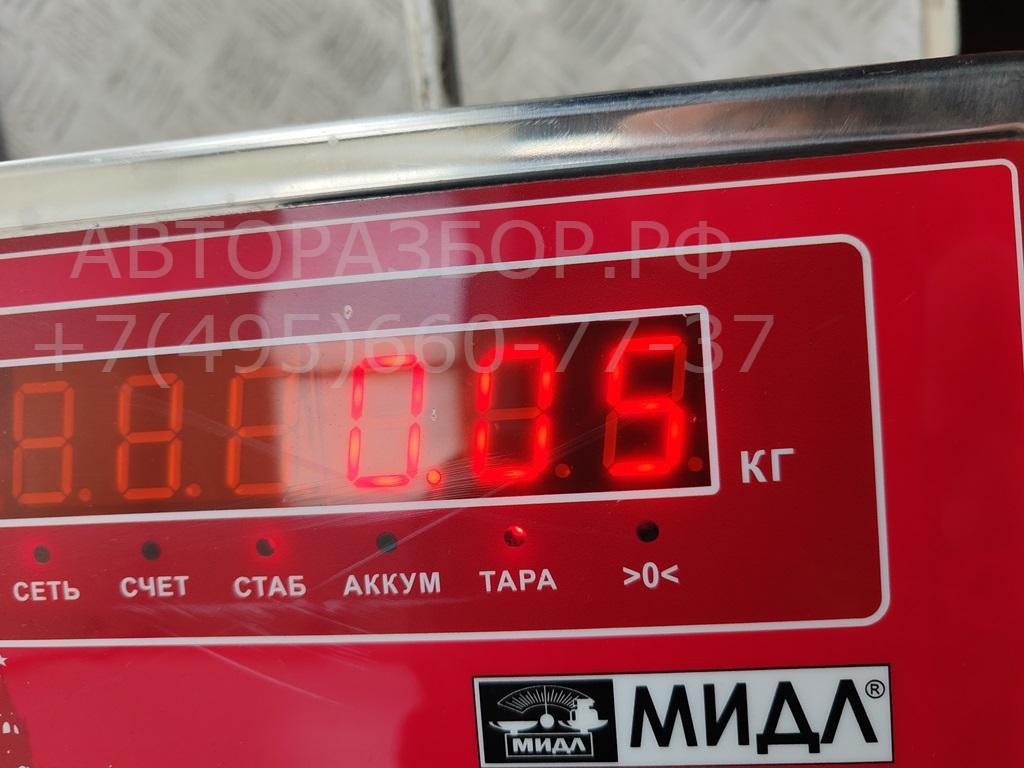 АВТОРАЗБОР.РФ
+7(495)660-77-37
0.05 КГ
СЕТЬ СЧЕТ СТАБ АККУМ ТАРА >0<
МИДЛ МИДЛ®